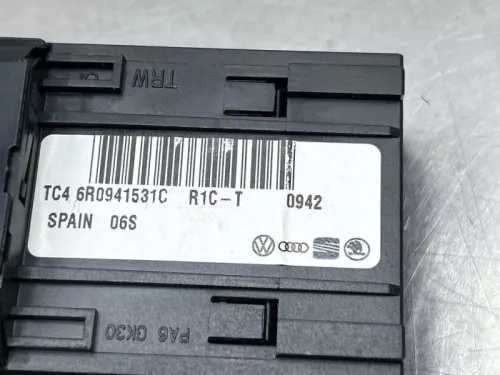 TRW
TC4 6R0941531C R1C-T 0942
SPAIN 06S
PA6 GK30